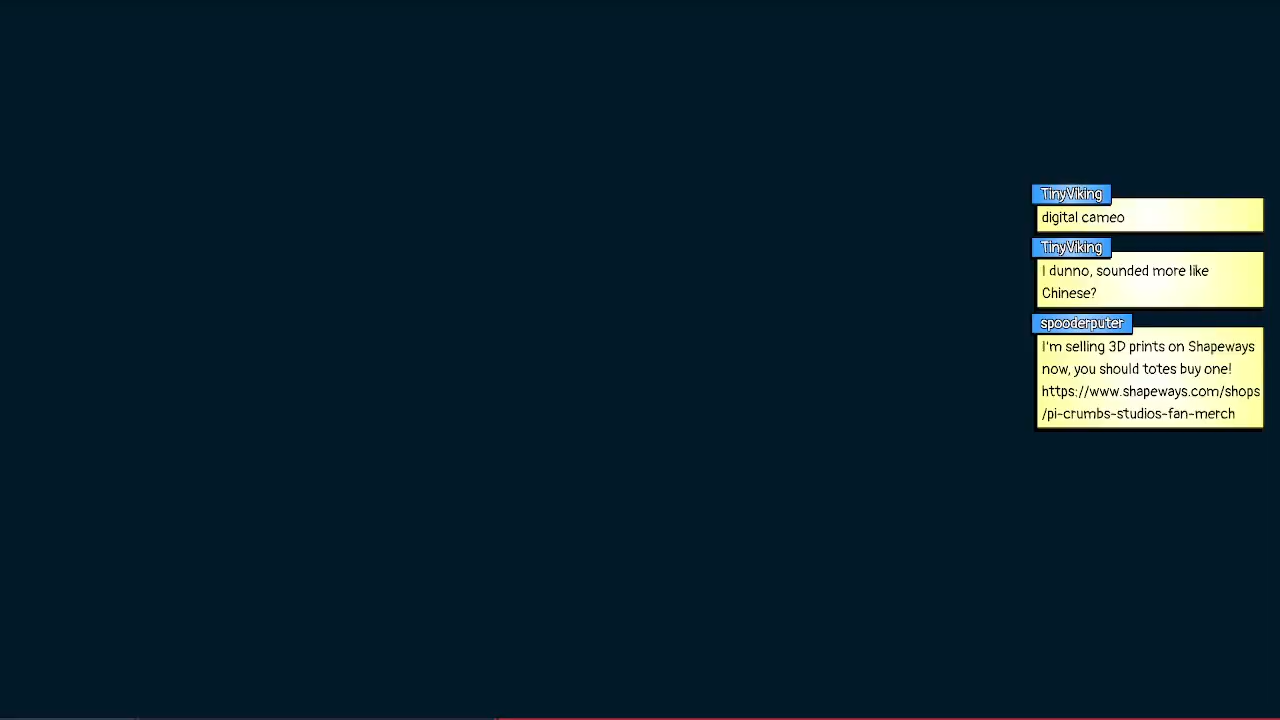 TinyViking
digital cameo
TinyViking
I dunno, sounded more like
Chinese?
spooderputer
I'm selling 3D prints on Shapeways
now, you should totes buy one!
https://www.shapeways.com/shops
/pi-crumbs-studios-fan-merch